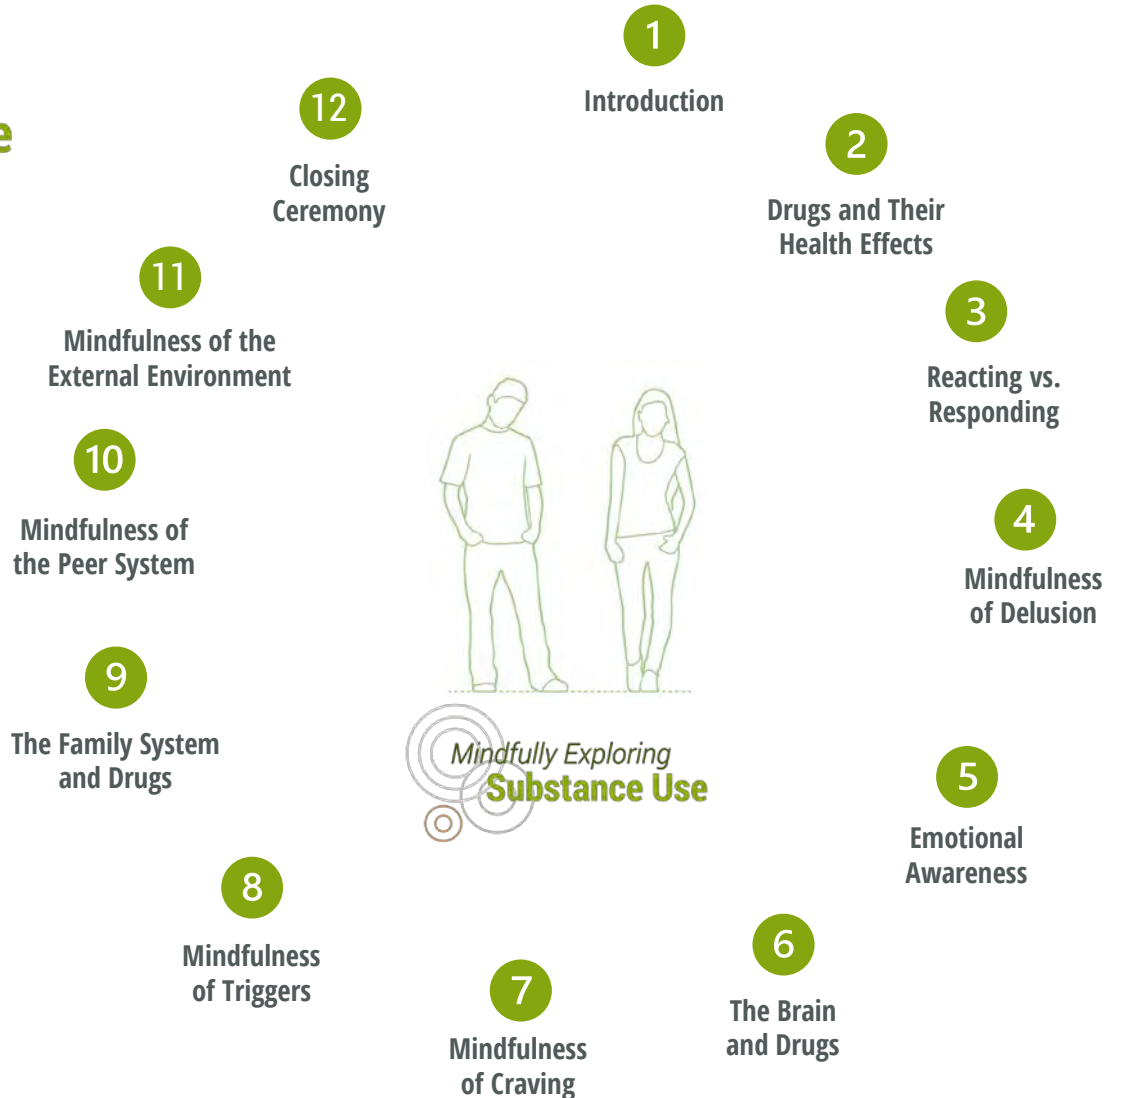 1
Introduction
2
Drugs and Their
Health Effects
3
Reacting vs.
Responding
4
Mindfulness
of Delusion
5
Emotional
Awareness
6
The Brain
and Drugs
7
Mindfulness
of Craving
8
Mindfulness
of Triggers
9
The Family System
and Drugs
10
Mindfulness of
the Peer System
11
Mindfulness of the
External Environment
12
Closing
Ceremony
e
Mindfully Exploring
Substance Use